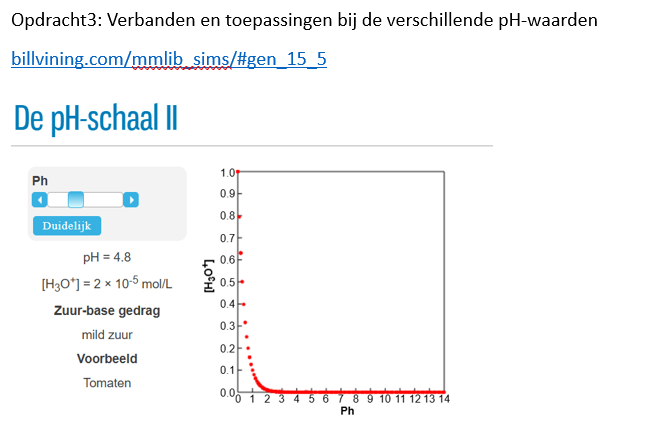 Opdracht3: Verbanden en toepassingen bij de verschillende pH-waarden
billvining.com/mmlib_sims/#gen_15_5
De pH-schaal II
Ph
Duidelijk
pH = 4.8
[H₃O⁺] = 2 × 10⁻⁵ mol/L
Zuur-base gedrag
mild zuur
Voorbeeld
Tomaten
[H₃O⁺]
1.0
0.9
0.8
0.7
0.6
0.5
0.4
0.3
0.2
0.1
0.0
0 1 2 3 4 5 6 7 8 9 10 11 12 13 14
Ph